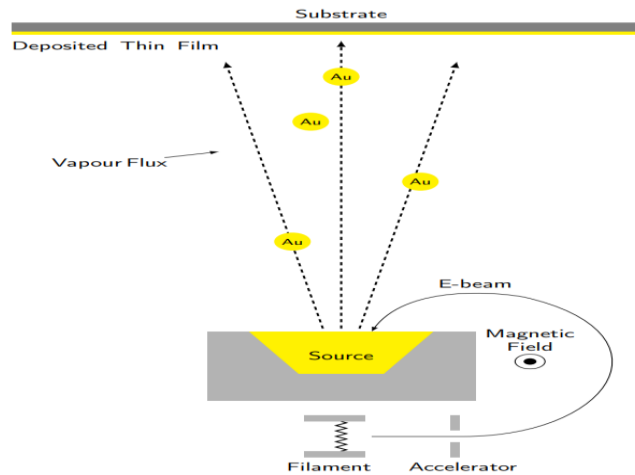 Substrate
Deposited Thin Film
Au
Au
Vapour Flux
Au
Au
E-beam
Magnetic
Field
Source
Filament
Accelerator